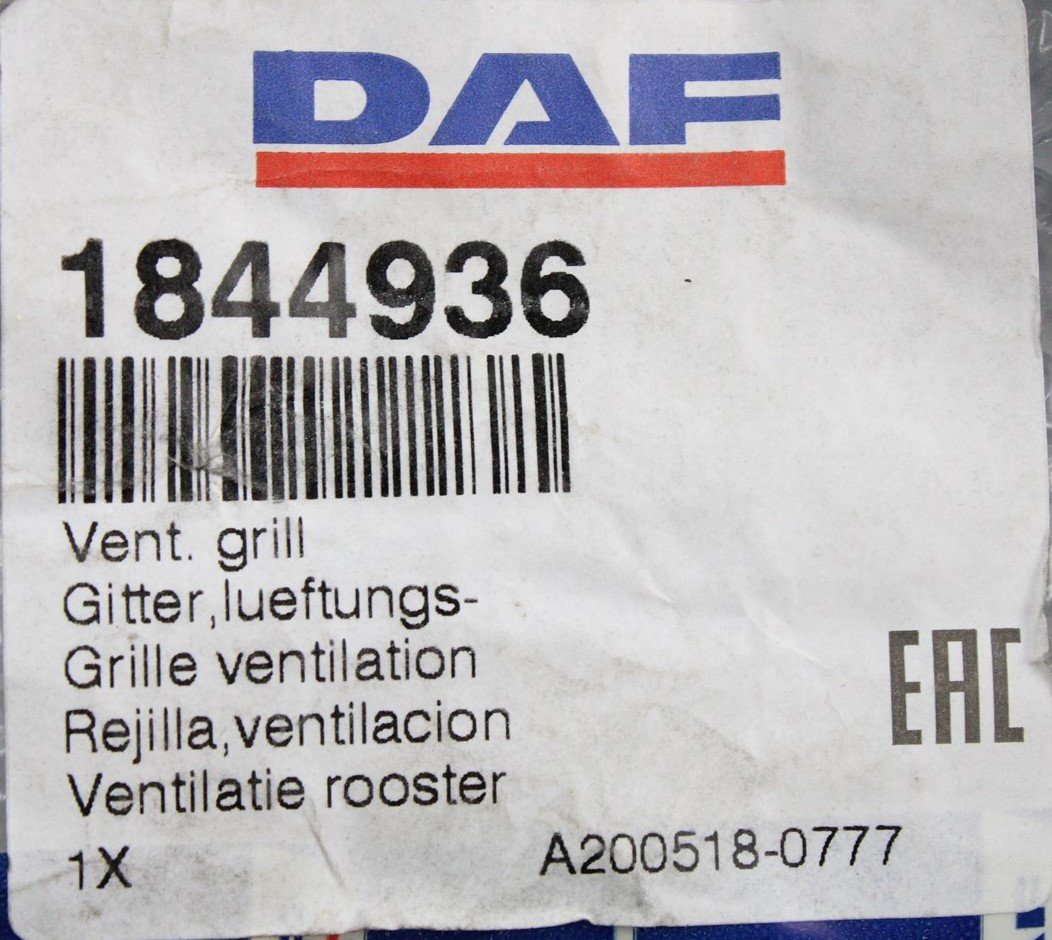 DAF
1844936
Vent. grill
Gitter,lueftungs-
Grille ventilation
Rejilla,ventilacion
Ventilatie rooster
EAC
1X
A200518-0777